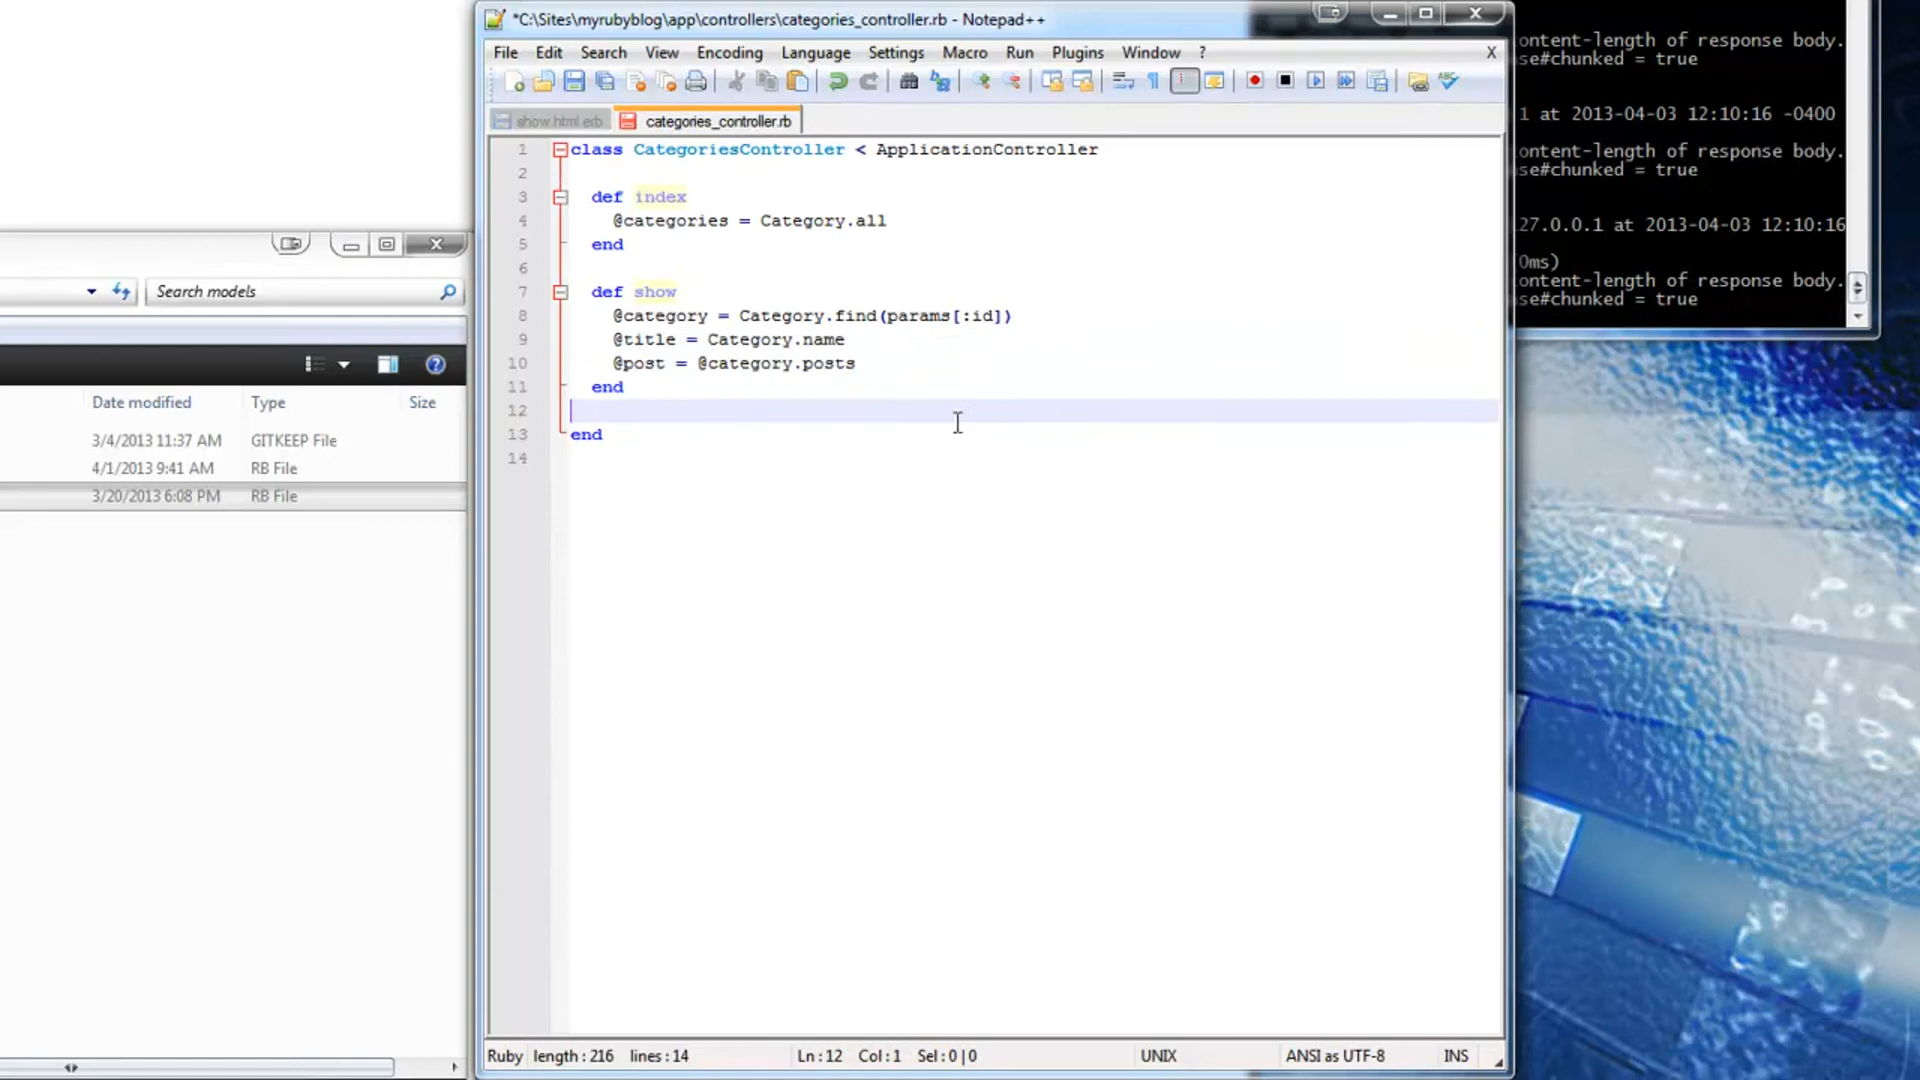 *C:\Sites\myrubyblog\app\controllers\categories_controller.rb - Notepad++
File Edit Search View Encoding Language Settings Macro Run Plugins Window ? X
show.html.erb categories_controller.rb
1 class CategoriesController < ApplicationController
2
3 def index
4 @categories = Category.all
5 end
6
7 def show
8 @category = Category.find(params[:id])
9 @title = Category.name
10 @post = @category.posts
11 end
12
13 end
14
Ruby length : 216 lines : 14 Ln : 12 Col : 1 Sel : 0 | 0 UNIX ANSI as UTF-8 INS
Search models
Date modified Type Size
3/4/2013 11:37 AM GITKEEP File
4/1/2013 9:41 AM RB File
3/20/2013 6:08 PM RB File
ontent-length of response body.
se#chunked = true
1 at 2013-04-03 12:10:16 -0400
ontent-length of response body.
se#chunked = true
27.0.0.1 at 2013-04-03 12:10:16
0ms)
ontent-length of response body.
se#chunked = true